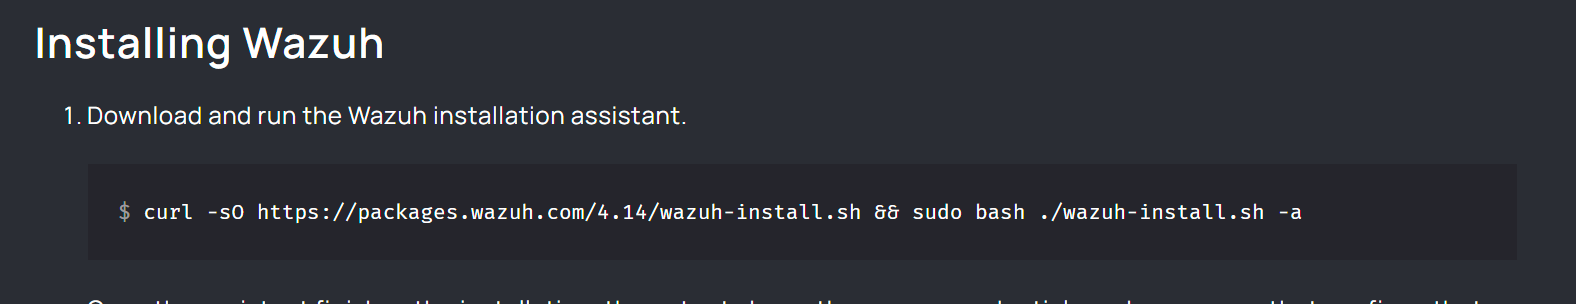 Installing Wazuh
1. Download and run the Wazuh installation assistant.
$ curl -sO https://packages.wazuh.com/4.14/wazuh-install.sh && sudo bash ./wazuh-install.sh -a